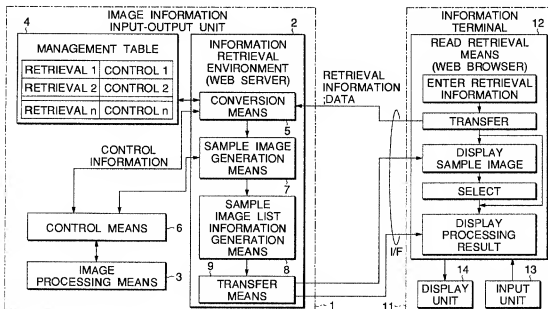 IMAGE INFORMATION
INPUT-OUTPUT UNIT
4
MANAGEMENT TABLE
RETRIEVAL 1 CONTROL 1
RETRIEVAL 2 CONTROL 2
RETRIEVAL n CONTROL n
2
INFORMATION
RETRIEVAL
ENVIRONMENT
(WEB SERVER)
CONVERSION
MEANS
5
SAMPLE IMAGE
GENERATION
MEANS
7
SAMPLE
IMAGE LIST
INFORMATION
GENERATION
MEANS
8
9
TRANSFER
MEANS
1
CONTROL
INFORMATION
CONTROL MEANS
6
IMAGE
PROCESSING MEANS
3
RETRIEVAL
INFORMATION
;DATA
I/F
INFORMATION
TERMINAL
12
READ RETRIEVAL
MEANS
(WEB BROWSER)
ENTER RETRIEVAL
INFORMATION
TRANSFER
DISPLAY
SAMPLE IMAGE
SELECT
DISPLAY
PROCESSING
RESULT
14
13
DISPLAY
UNIT
INPUT
UNIT
11